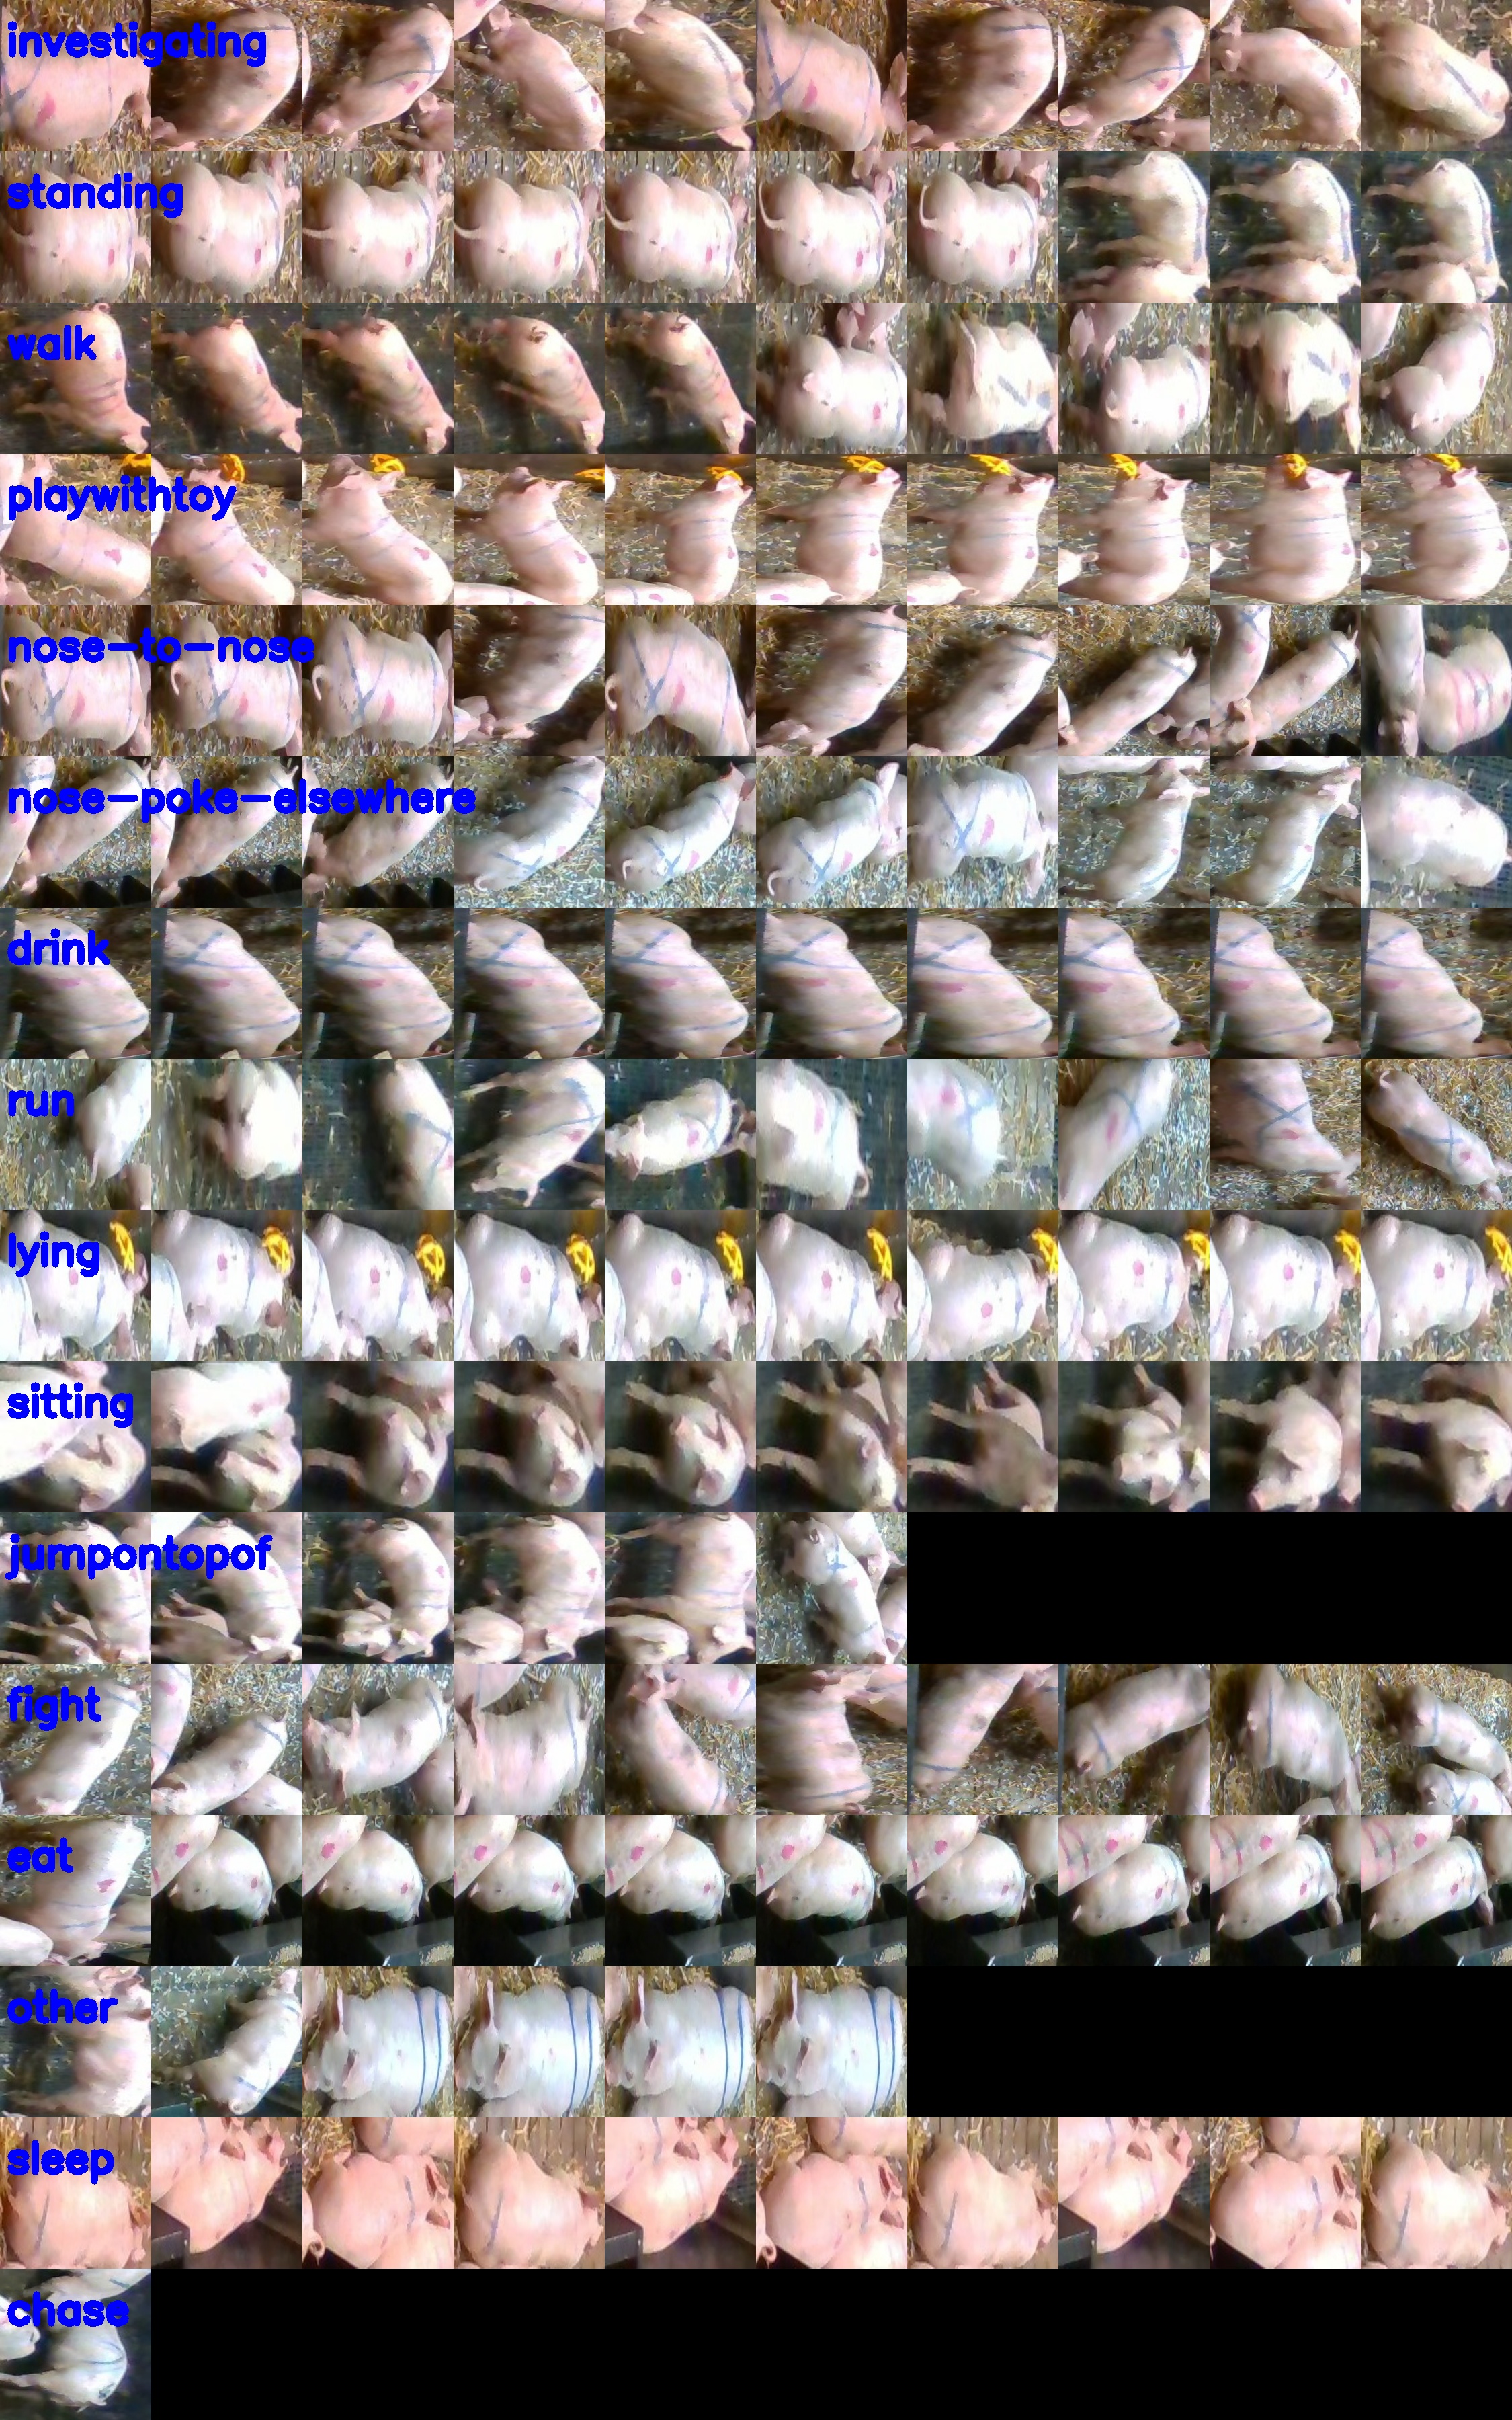 investigating
standing
walk
playwithtoy
nose-to-nose
nose-poke-elsewhere
drink
run
lying
sitting
jumpontopof
fight
eat
other
sleep
chase